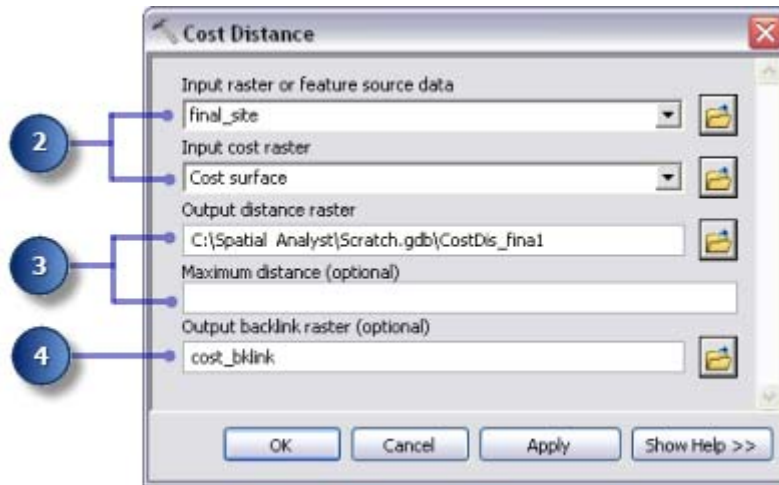 Cost Distance
Input raster or feature source data
final_site
2
Input cost raster
Cost surface
Output distance raster
C:\Spatial Analyst\Scratch.gdb\CostDis_fina1
3
Maximum distance (optional)
Output backlink raster (optional)
4
cost_bklink
OK
Cancel
Apply
Show Help >>